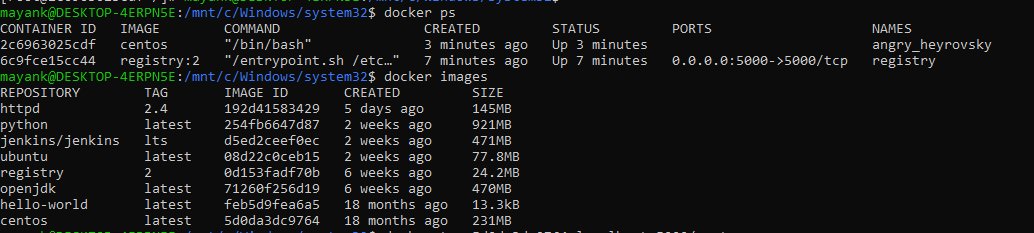 mayank@DESKTOP-4ERPN5E:/mnt/c/Windows/system32$ docker ps
CONTAINER ID   IMAGE        COMMAND                  CREATED         STATUS         PORTS                    NAMES
2c6963025cdf   centos       "/bin/bash"              3 minutes ago   Up 3 minutes                            angry_heyrovsky
6c9fce15cc44   registry:2   "/entrypoint.sh /etc…"   7 minutes ago   Up 7 minutes   0.0.0.0:5000->5000/tcp   registry
mayank@DESKTOP-4ERPN5E:/mnt/c/Windows/system32$ docker images
REPOSITORY        TAG       IMAGE ID       CREATED         SIZE
httpd             2.4       192d41583429   5 days ago      145MB
python            latest    254fb6647d87   2 weeks ago     921MB
jenkins/jenkins   lts       d5ed2ceef0ec   2 weeks ago     471MB
ubuntu            latest    08d22c0ceb15   2 weeks ago     77.8MB
registry          2         0d153fadf70b   6 weeks ago     24.2MB
openjdk           latest    71260f256d19   6 weeks ago     470MB
hello-world       latest    feb5d9fea6a5   18 months ago   13.3kB
centos            latest    5d0da3dc9764   18 months ago   231MB